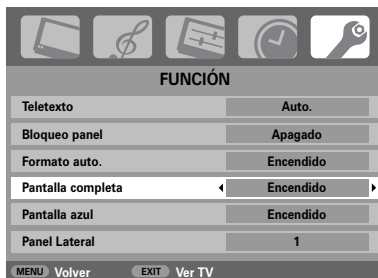 FUNCIÓN
Teletexto Auto.
Bloqueo panel Apagado
Formato auto. Encendido
Pantalla completa Encendido
Pantalla azul Encendido
Panel Lateral 1
MENU Volver EXIT Ver TV